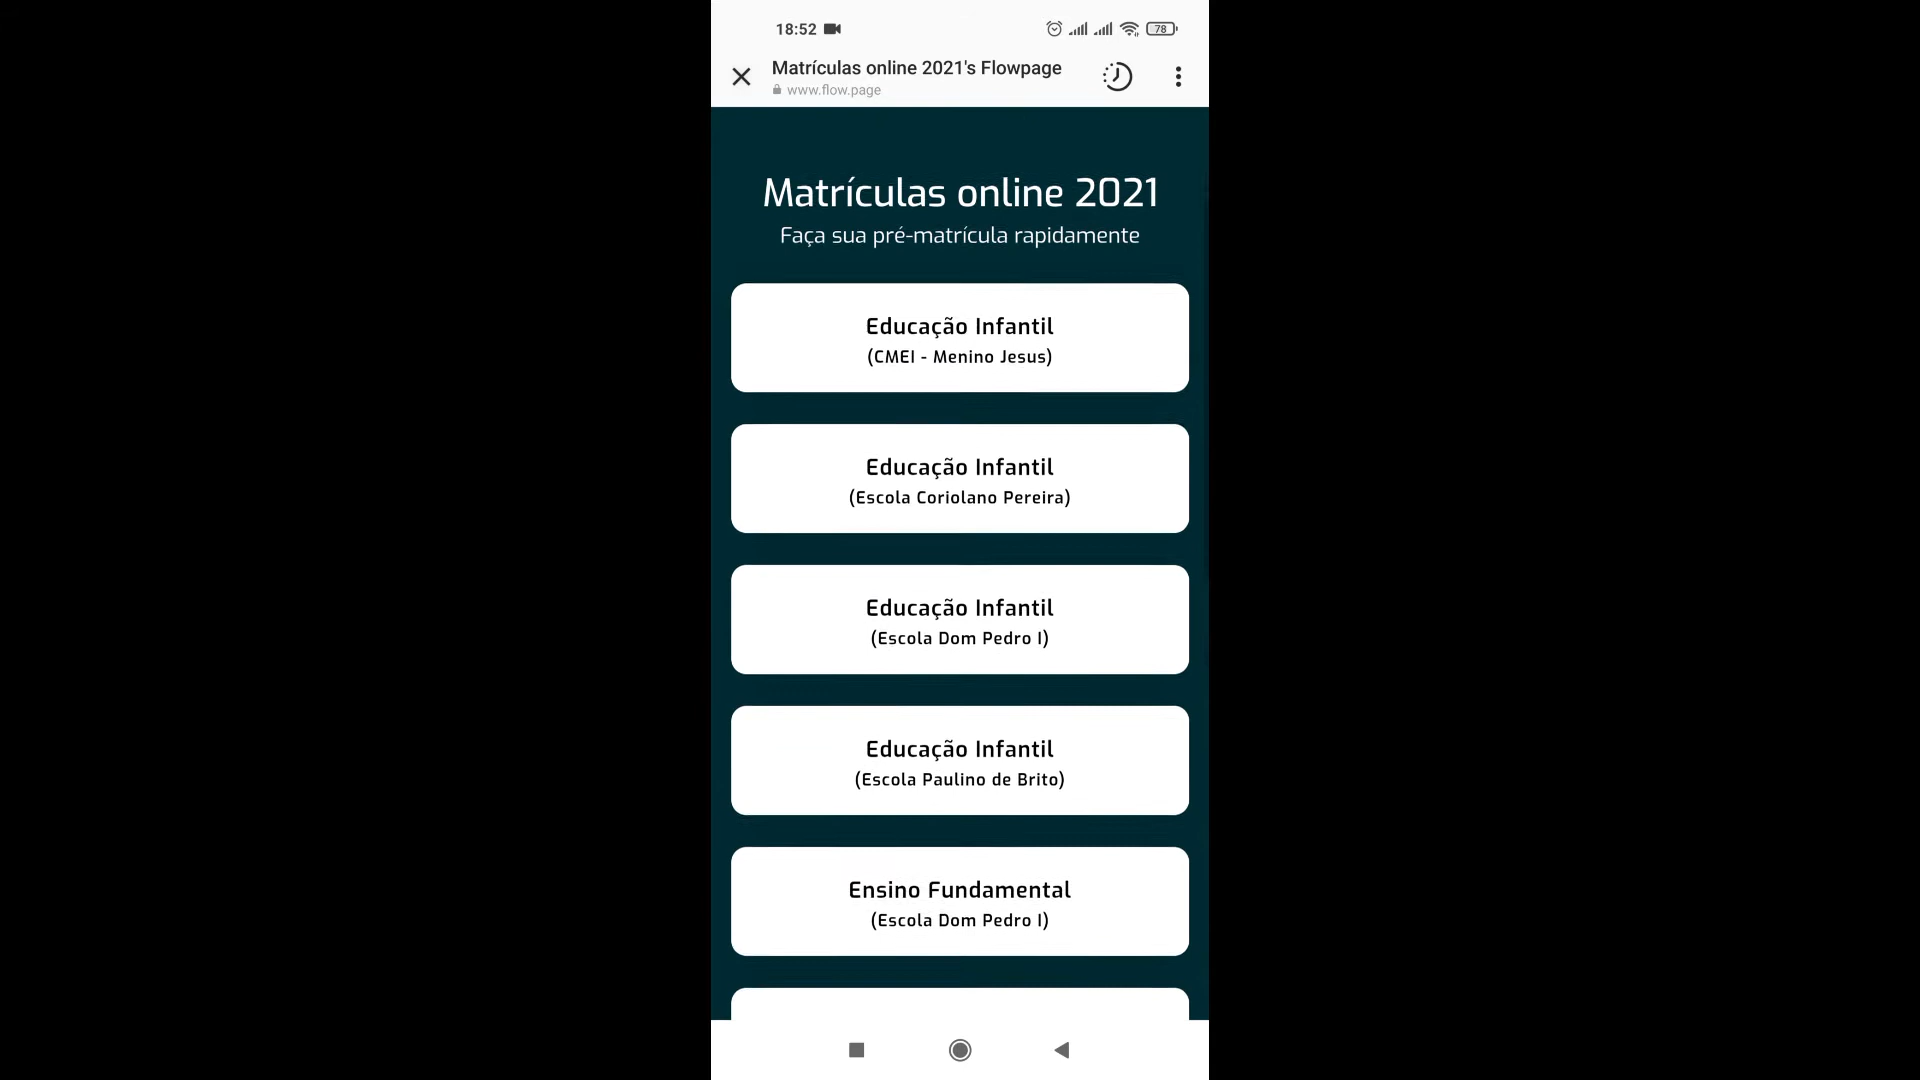 18:52
78
Matrículas online 2021's Flowpage
www.flow.page
Matrículas online 2021
Faça sua pré-matrícula rapidamente
Educação Infantil
(CMEI - Menino Jesus)
Educação Infantil
(Escola Coriolano Pereira)
Educação Infantil
(Escola Dom Pedro I)
Educação Infantil
(Escola Paulino de Brito)
Ensino Fundamental
(Escola Dom Pedro I)